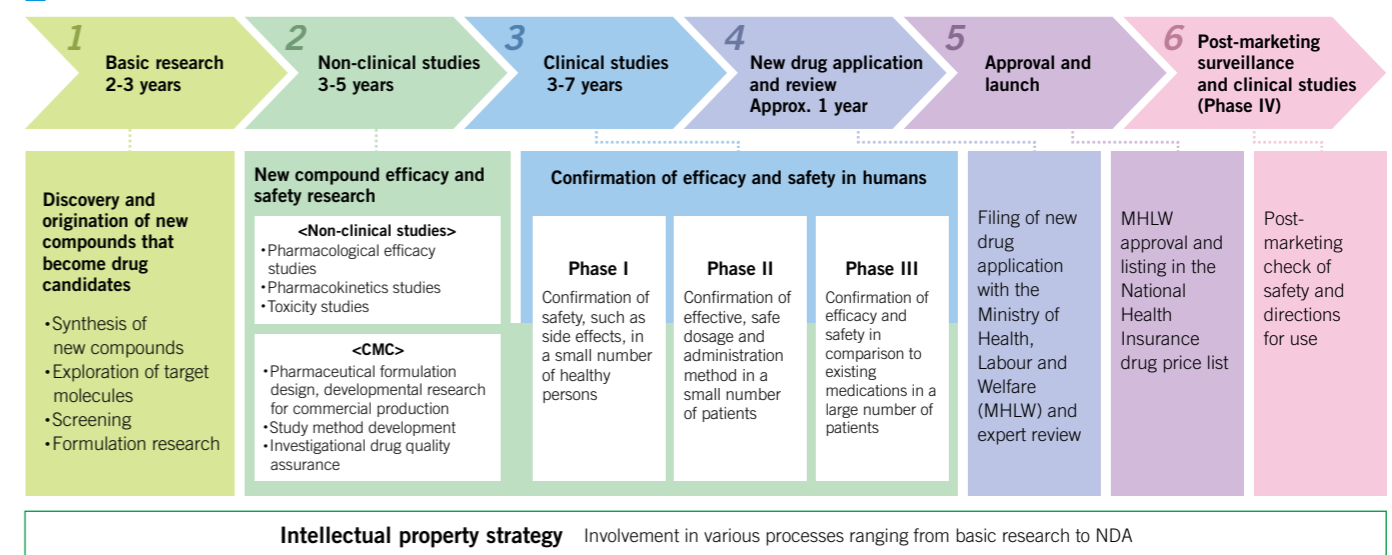 1
Basic research
2-3 years
2
Non-clinical studies
3-5 years
3
Clinical studies
3-7 years
4
New drug application
and review
Approx. 1 year
5
Approval and
launch
6
Post-marketing
surveillance
and clinical studies
(Phase IV)
Discovery and
origination of new
compounds that
become drug
candidates
•Synthesis of
new compounds
•Exploration of target
molecules
•Screening
•Formulation research
New compound efficacy and
safety research
<Non-clinical studies>
•Pharmacological efficacy
studies
•Pharmacokinetics studies
•Toxicity studies
<CMC>
•Pharmaceutical formulation
design, developmental research
for commercial production
•Study method development
•Investigational drug quality
assurance
Confirmation of efficacy and safety in humans
Phase I
Confirmation of
safety, such as
side effects, in
a small number
of healthy
persons
Phase II
Confirmation of
effective, safe
dosage and
administration
method in a
small number
of patients
Phase III
Confirmation of
efficacy and
safety in
comparison to
existing
medications in a
large number of
patients
Filing of new
drug
application
with the
Ministry of
Health,
Labour and
Welfare
(MHLW) and
expert review
MHLW
approval and
listing in the
National
Health
Insurance
drug price list
Post-
marketing
check of
safety and
directions
for use
Intellectual property strategy Involvement in various processes ranging from basic research to NDA